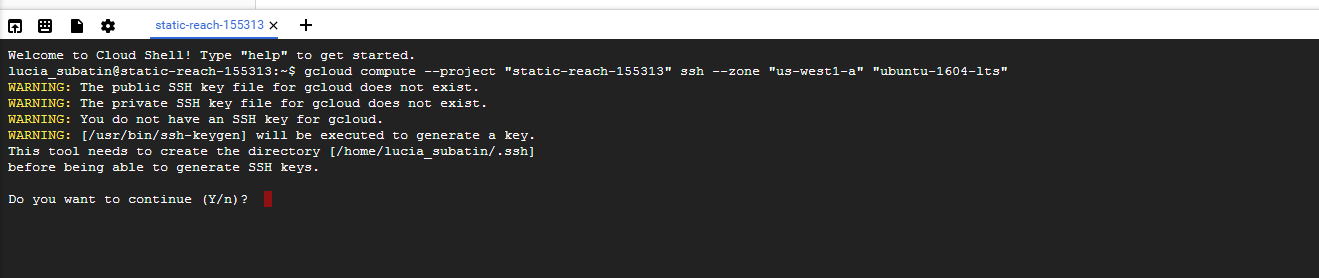 static-reach-155313
Welcome to Cloud Shell! Type "help" to get started.
lucia_subatin@static-reach-155313:~$ gcloud compute --project "static-reach-155313" ssh --zone "us-west1-a" "ubuntu-1604-lts"
WARNING: The public SSH key file for gcloud does not exist.
WARNING: The private SSH key file for gcloud does not exist.
WARNING: You do not have an SSH key for gcloud.
WARNING: [/usr/bin/ssh-keygen] will be executed to generate a key.
This tool needs to create the directory [/home/lucia_subatin/.ssh]
before being able to generate SSH keys.
Do you want to continue (Y/n)?